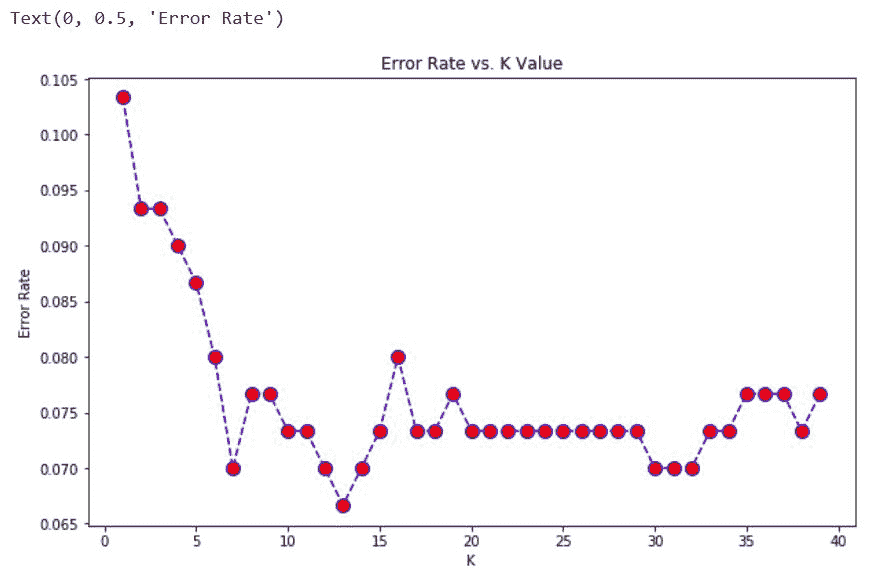 Text(0, 0.5, 'Error Rate')
Error Rate vs. K Value
0.105
0.100
0.095
0.090
0.085
0.080
0.075
0.070
0.065
Error Rate
0 5 10 15 20 25 30 35 40
K